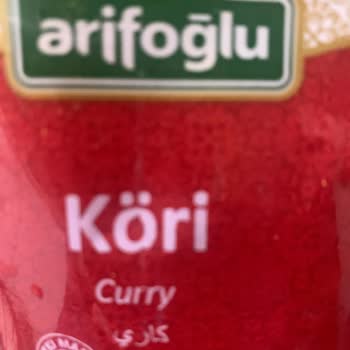 arifoğlu
Köri
Curry
كاري